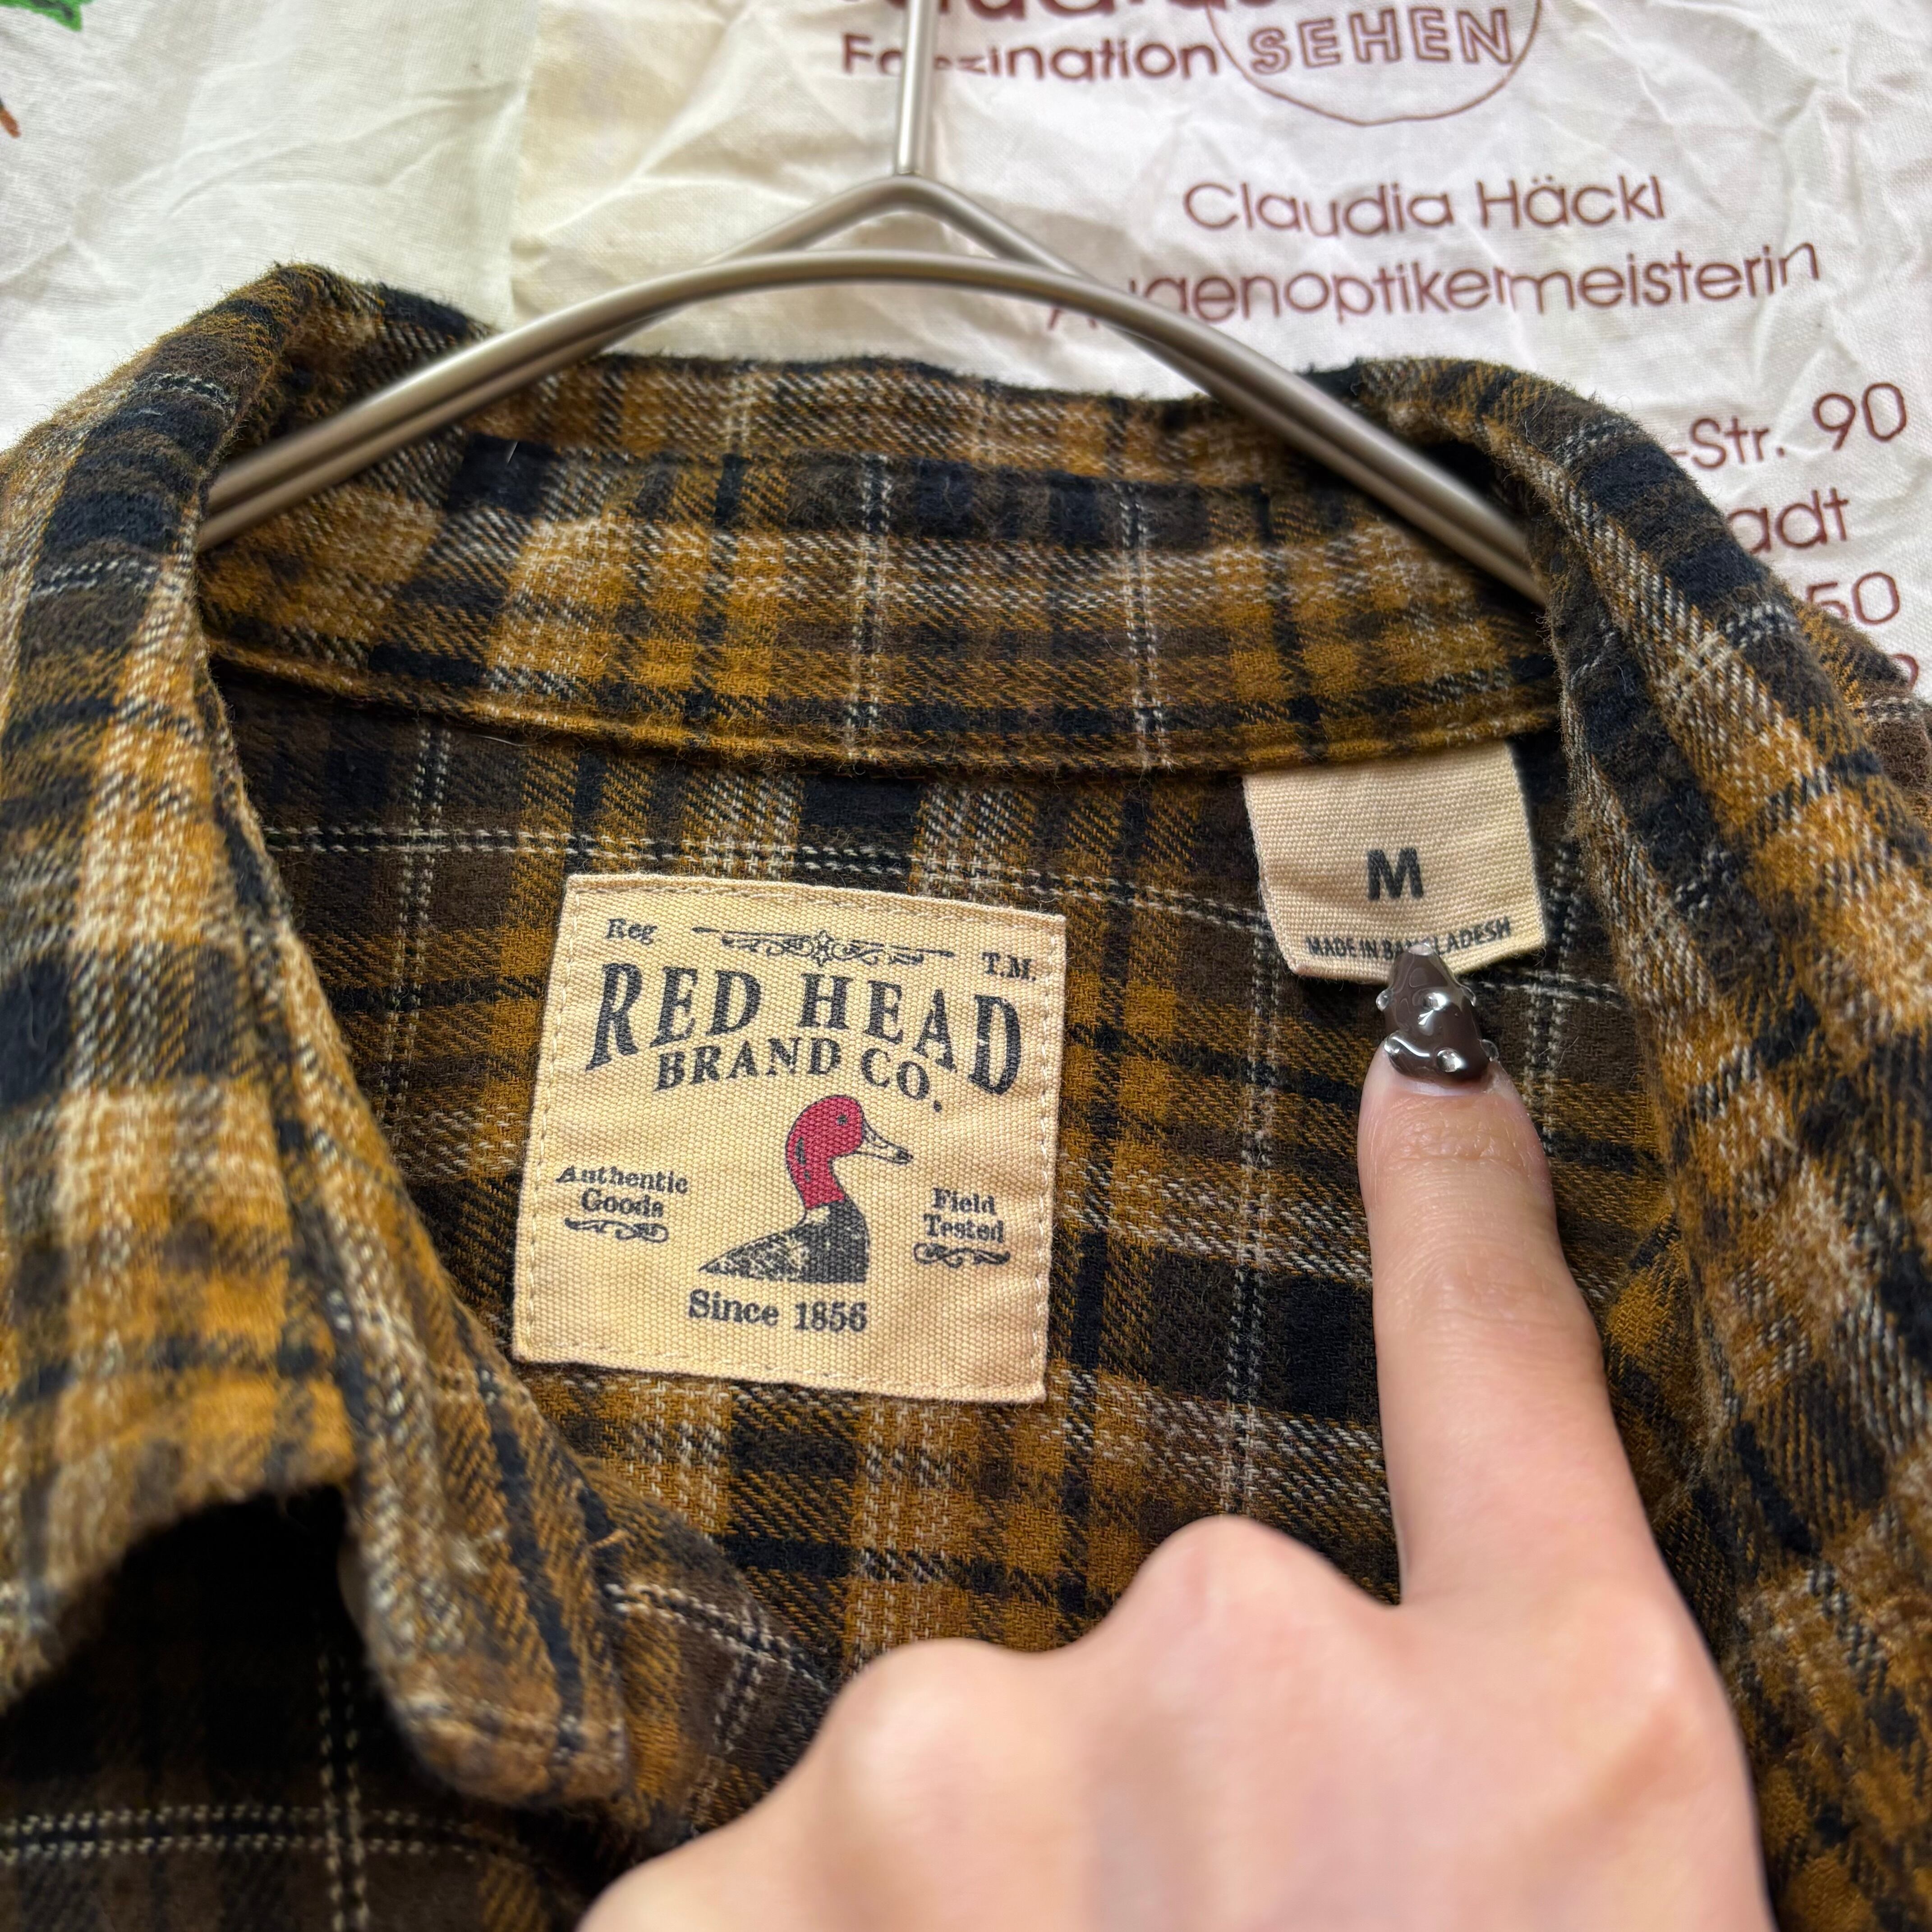 Faszination SEHEN
Claudia Häckl
Augenoptikermeisterin
-Str. 90
adt
50
M
MADE IN BANGLADESH
Reg. T.M.
RED HEAD
BRAND CO.
Authentic
Goods
Field
Tested
Since 1856